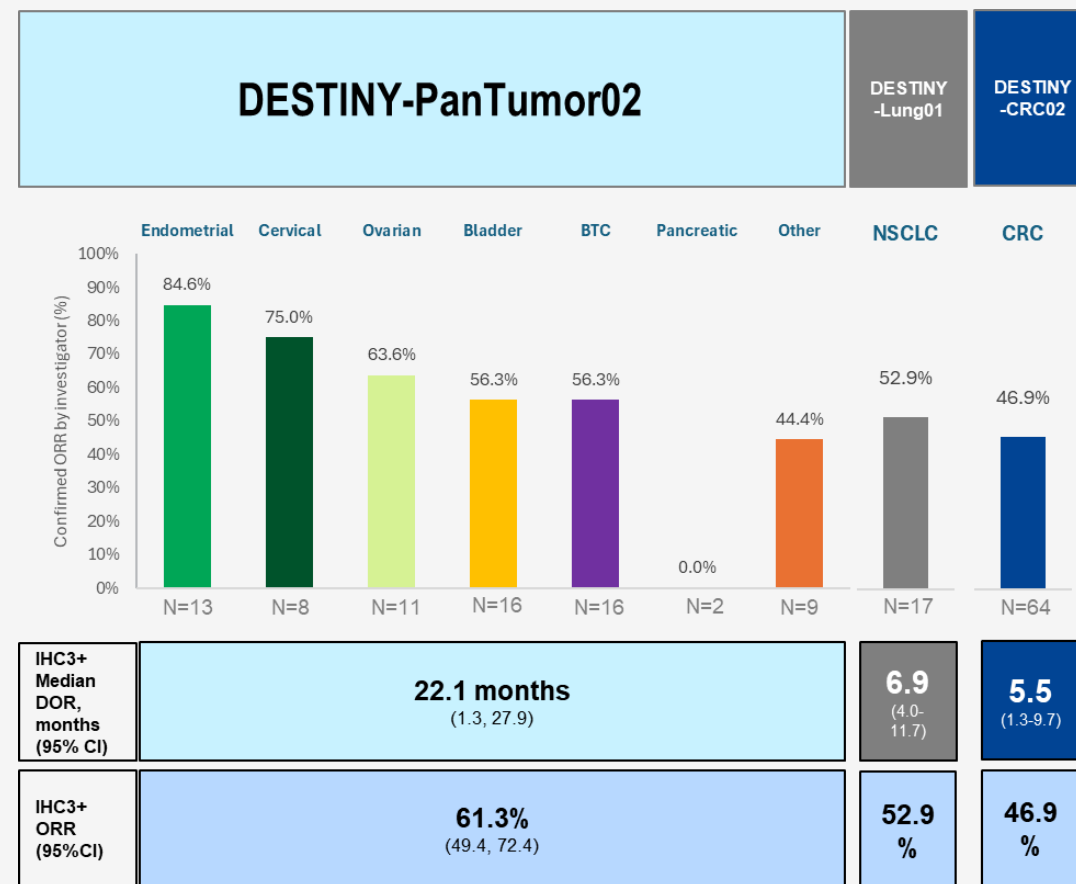 DESTINY-PanTumor02
DESTINY
-Lung01
DESTINY
-CRC02
Endometrial Cervical Ovarian Bladder BTC Pancreatic Other NSCLC CRC
Confirmed ORR by investigator (%)
100%
90%
80%
70%
60%
50%
40%
30%
20%
10%
0%
84.6%
75.0%
63.6%
56.3%
56.3%
0.0%
44.4%
52.9%
46.9%
N=13 N=8 N=11 N=16 N=16 N=2 N=9 N=17 N=64
IHC3+
Median
DOR,
months
(95% CI)
22.1 months
(1.3, 27.9)
6.9
(4.0-
11.7)
5.5
(1.3-9.7)
IHC3+
ORR
(95%CI)
61.3%
(49.4, 72.4)
52.9
%
46.9
%